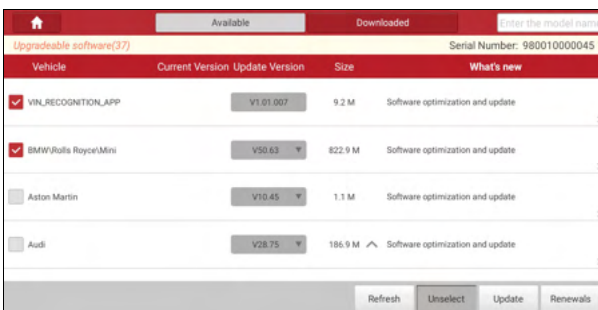 Available Downloaded Enter the model name
Upgradeable software(37) Serial Number: 980010000045
Vehicle Current Version Update Version Size What's new
VIN_RECOGNITION_APP V1.01.007 9.2 M Software optimization and update
BMW\Rolls Royce\Mini V50.63 822.9 M Software optimization and update
Aston Martin V10.45 1.1 M Software optimization and update
Audi V28.75 186.9 M Software optimization and update
Refresh Unselect Update Renewals